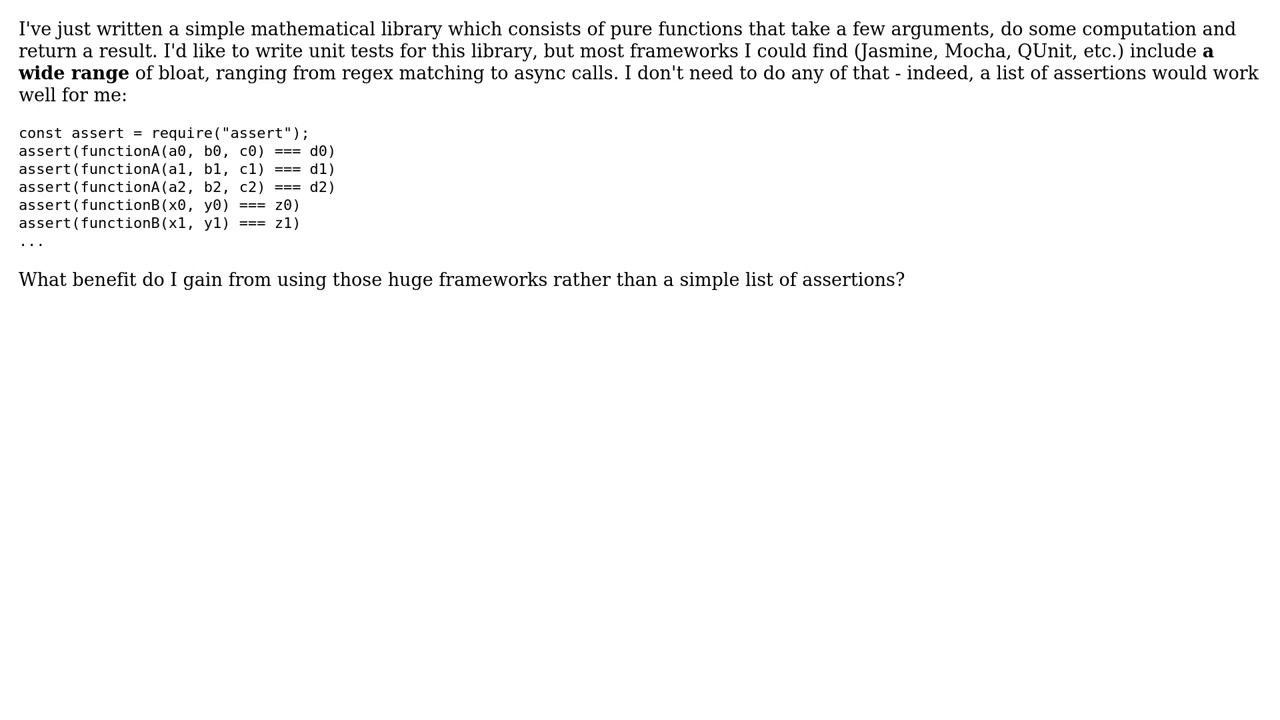 I've just written a simple mathematical library which consists of pure functions that take a few arguments, do some computation and
return a result. I'd like to write unit tests for this library, but most frameworks I could find (Jasmine, Mocha, QUnit, etc.) include a
wide range of bloat, ranging from regex matching to async calls. I don't need to do any of that - indeed, a list of assertions would work
well for me:
const assert = require("assert");
assert(functionA(a0, b0, c0) === d0)
assert(functionA(a1, b1, c1) === d1)
assert(functionA(a2, b2, c2) === d2)
assert(functionB(x0, y0) === z0)
assert(functionB(x1, y1) === z1)
...
What benefit do I gain from using those huge frameworks rather than a simple list of assertions?